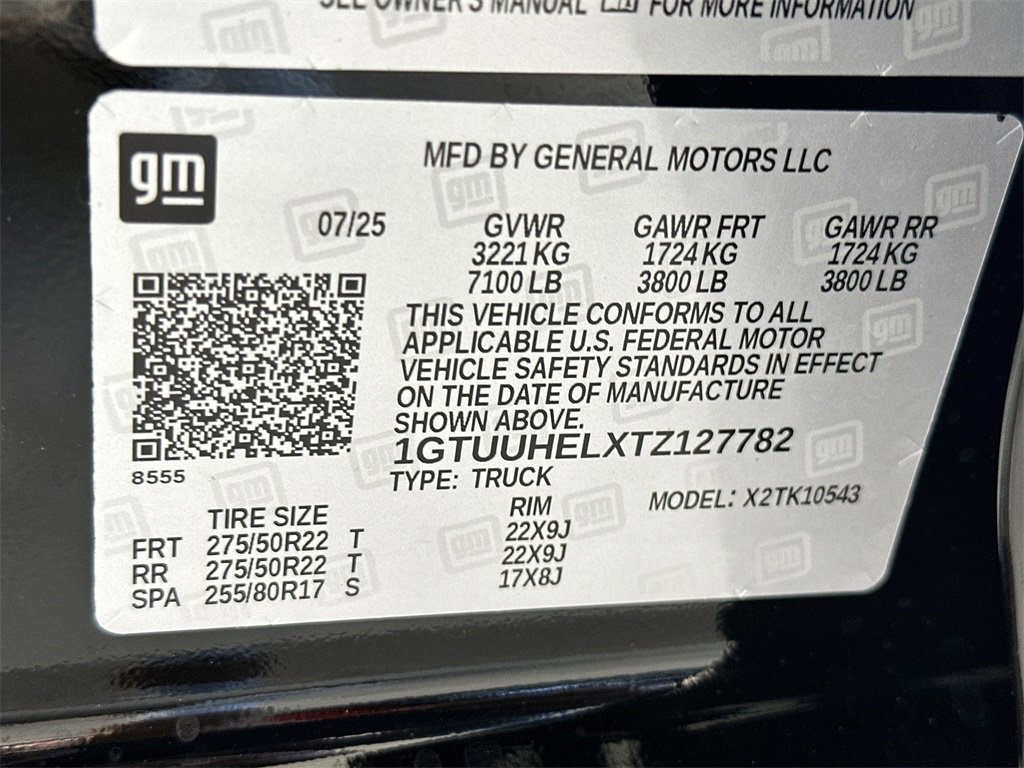 SEE OWNER'S MANUAL FOR MORE INFORMATION
gm
MFD BY GENERAL MOTORS LLC
07/25 GVWR GAWR FRT GAWR RR
3221 KG 1724 KG 1724 KG
7100 LB 3800 LB 3800 LB
THIS VEHICLE CONFORMS TO ALL
APPLICABLE U.S. FEDERAL MOTOR
VEHICLE SAFETY STANDARDS IN EFFECT
ON THE DATE OF MANUFACTURE
SHOWN ABOVE.
1GTUUHELXTZ127782
8555
TYPE: TRUCK
MODEL: X2TK10543
TIRE SIZE RIM
FRT 275/50R22 T 22X9J
RR 275/50R22 T 22X9J
SPA 255/80R17 S 17X8J